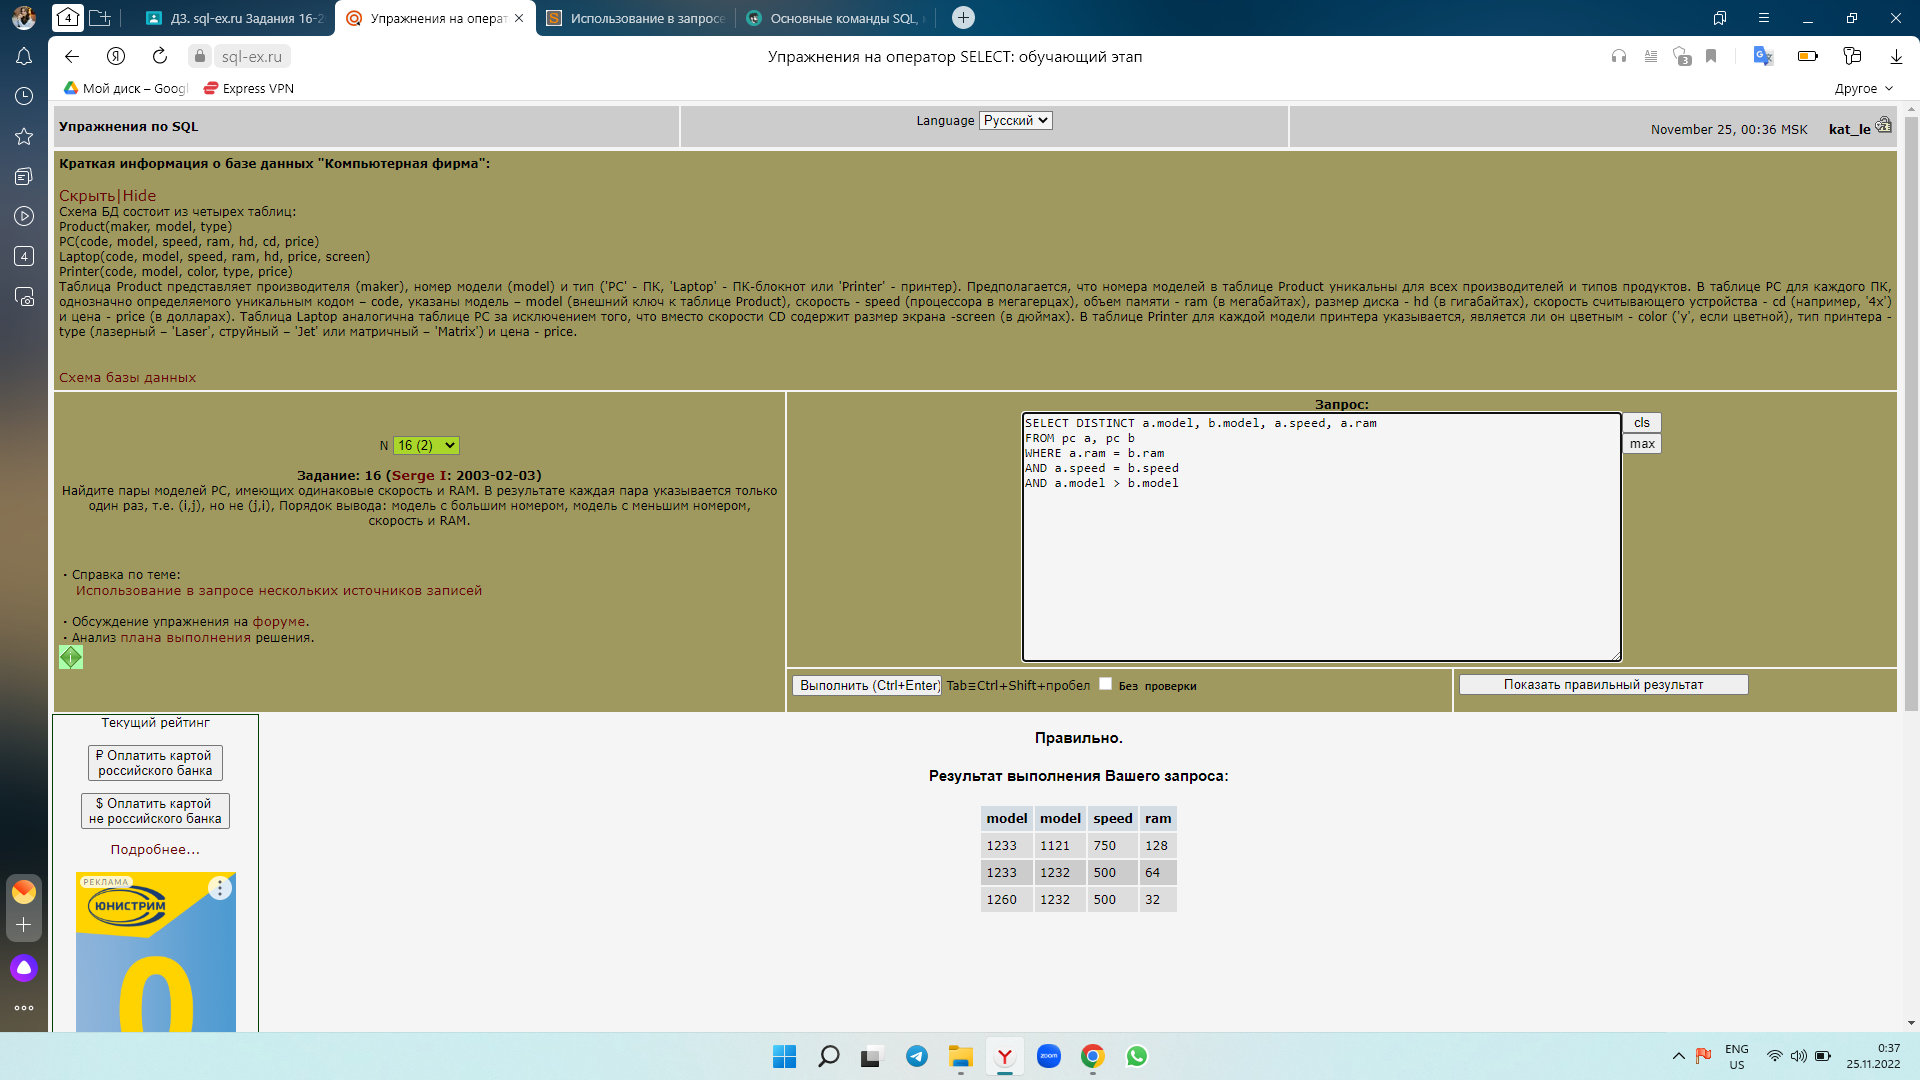 ДЗ. sql-ex.ru Задания 16-2
Упражнения на операт
Использование в запросе
Основные команды SQL,
sql-ex.ru
Упражнения на оператор SELECT: обучающий этап
3
Мой диск – Googl
Express VPN
Другое
Упражнения по SQL
Language Русский
November 25, 00:36 MSK kat_le
Краткая информация о базе данных "Компьютерная фирма":
Скрыть|Hide
Схема БД состоит из четырех таблиц:
Product(maker, model, type)
PC(code, model, speed, ram, hd, cd, price)
Laptop(code, model, speed, ram, hd, price, screen)
Printer(code, model, color, type, price)
Таблица Product представляет производителя (maker), номер модели (model) и тип ('PC' - ПК, 'Laptop' - ПК-блокнот или 'Printer' - принтер). Предполагается, что номера моделей в таблице Product уникальны для всех производителей и типов продуктов. В таблице PC для каждого ПК,
однозначно определяемого уникальным кодом – code, указаны модель – model (внешний ключ к таблице Product), скорость - speed (процессора в мегагерцах), объем памяти - ram (в мегабайтах), размер диска - hd (в гигабайтах), скорость считывающего устройства - cd (например, '4x')
и цена - price (в долларах). Таблица Laptop аналогична таблице PC за исключением того, что вместо скорости CD содержит размер экрана -screen (в дюймах). В таблице Printer для каждой модели принтера указывается, является ли он цветным - color ('y', если цветной), тип принтера -
type (лазерный – 'Laser', струйный – 'Jet' или матричный – 'Matrix') и цена - price.
Схема базы данных
N 16 (2)
Задание: 16 (Serge I: 2003-02-03)
Найдите пары моделей PC, имеющих одинаковые скорость и RAM. В результате каждая пара указывается только
один раз, т.е. (i,j), но не (j,i), Порядок вывода: модель с большим номером, модель с меньшим номером,
скорость и RAM.
· Справка по теме:
Использование в запросе нескольких источников записей
· Обсуждение упражнения на форуме.
· Анализ плана выполнения решения.
Запрос:
SELECT DISTINCT a.model, b.model, a.speed, a.ram
FROM pc a, pc b
WHERE a.ram = b.ram
AND a.speed = b.speed
AND a.model > b.model
cls
max
Выполнить (Ctrl+Enter) Tab≡Ctrl+Shift+пробел Без проверки
Показать правильный результат
Текущий рейтинг
₽ Оплатить картой
российского банка
$ Оплатить картой
не российского банка
Подробнее...
РЕКЛАМА
ЮНИСТРИМ
0
Правильно.
Результат выполнения Вашего запроса:
model model speed ram
1233 1121 750 128
1233 1232 500 64
1260 1232 500 32
4
zoom
ENG
US
0:37
25.11.2022